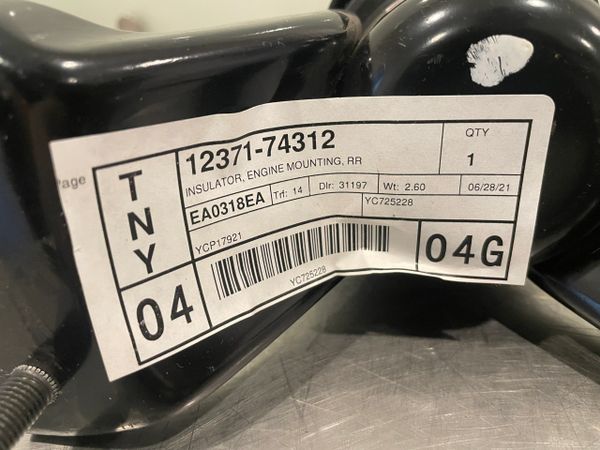 Page
TNY
12371-74312
INSULATOR, ENGINE MOUNTING, RR
QTY
1
EA0318EA
Trf: 14
Dlr: 31197
Wt: 2.60
06/28/21
YC725228
YCP17921
04
YC725228
04G